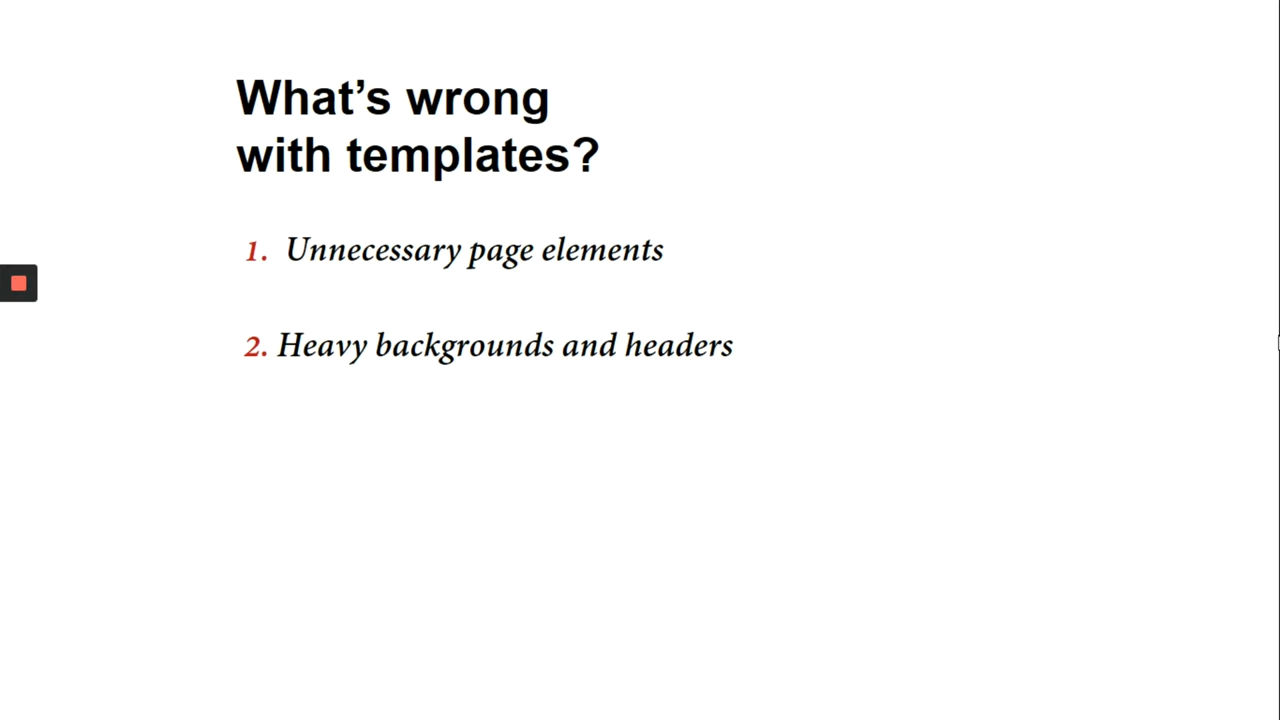 What’s wrong
with templates?
1. Unnecessary page elements
2. Heavy backgrounds and headers